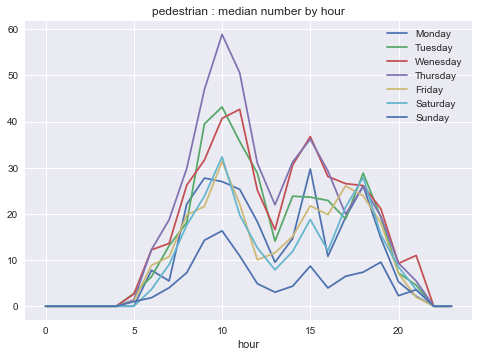 pedestrian : median number by hour
60
50
40
30
20
10
0
Monday
Tuesday
Wenesday
Thursday
Friday
Saturday
Sunday
0 5 10 15 20
hour